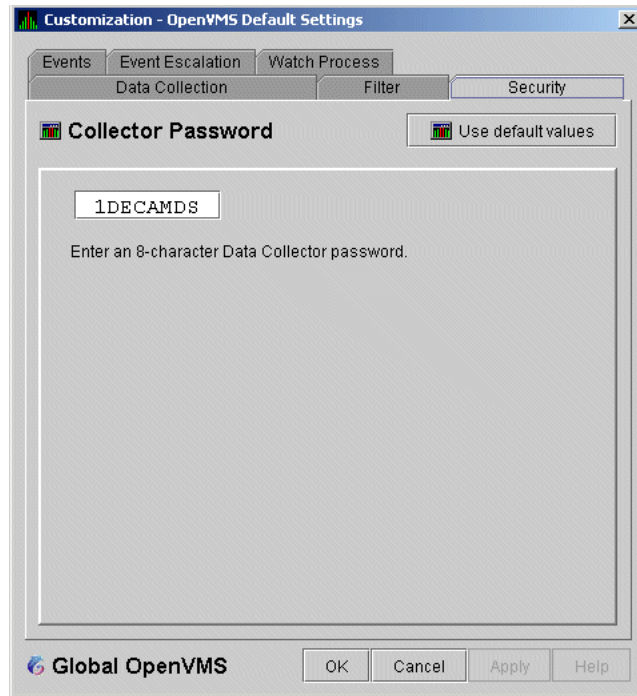 Customization - OpenVMS Default Settings
Events Event Escalation Watch Process
Data Collection Filter Security
Collector Password Use default values
1DECAMDS
Enter an 8-character Data Collector password.
Global OpenVMS OK Cancel Apply Help